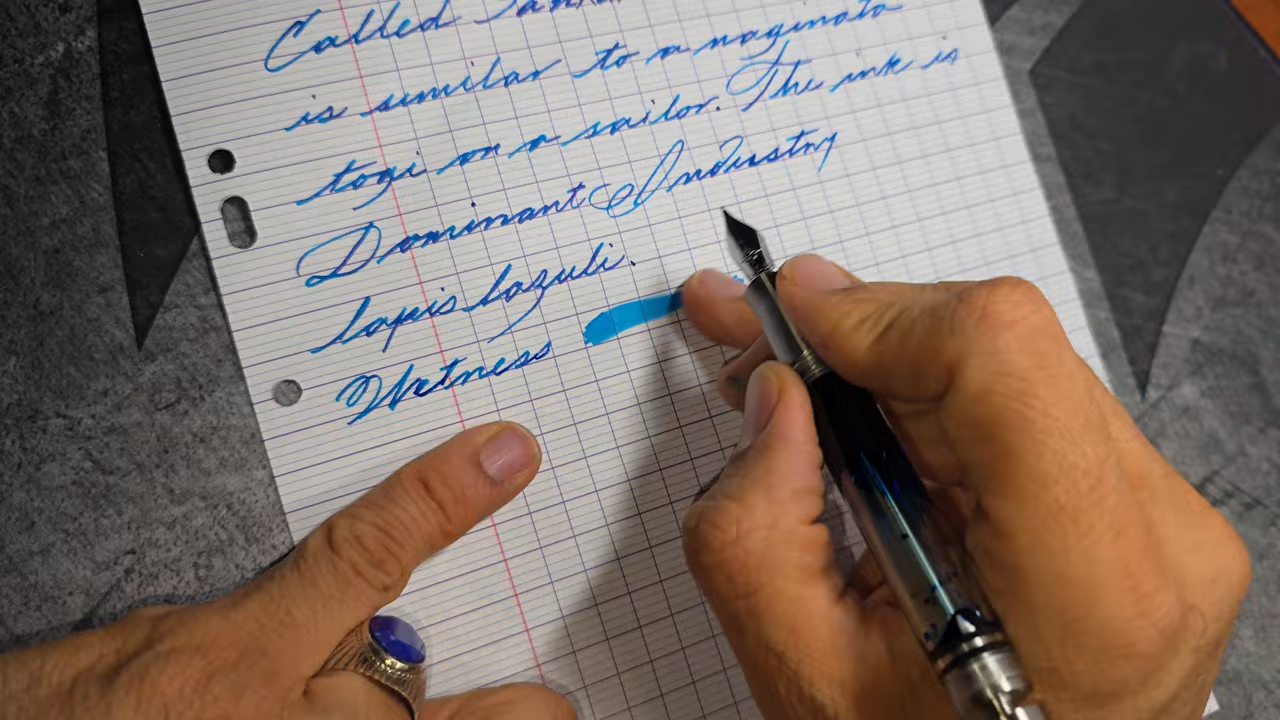 Called
is similar to a naginata
togi on a sailor. The ink is
Dominant Industry
lapis lazuli.
Wetness